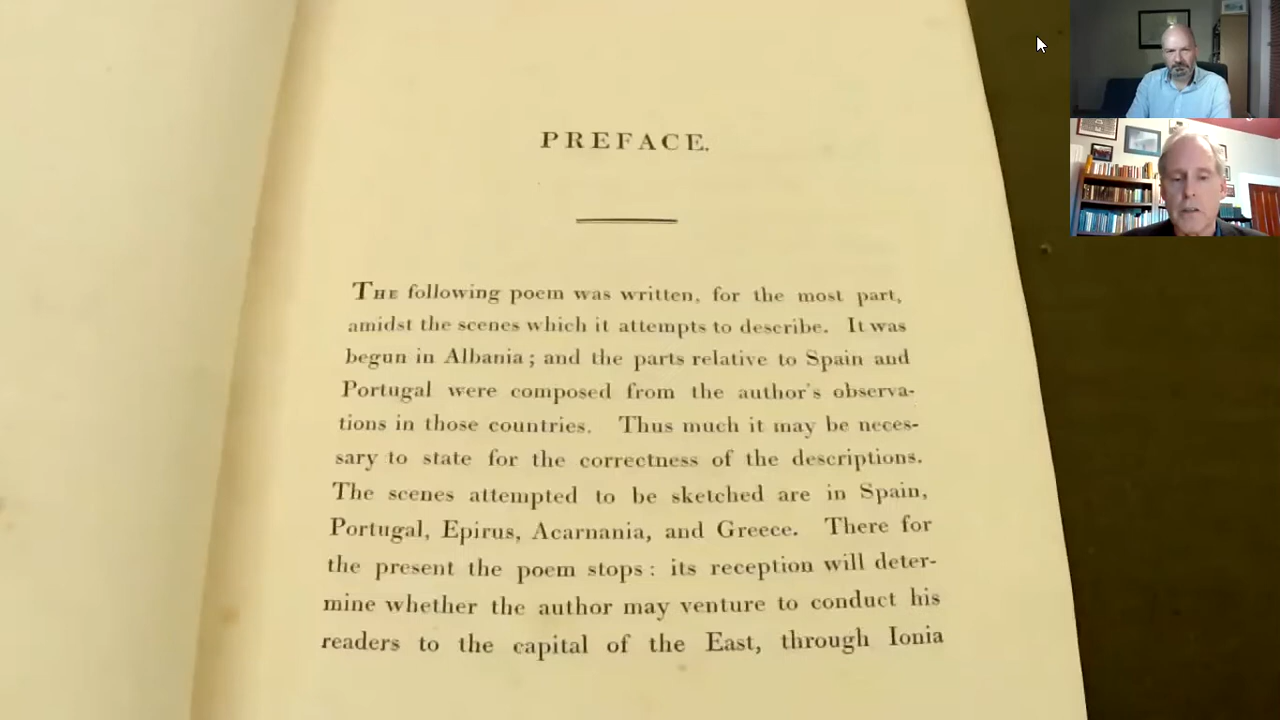 PREFACE.
THE following poem was written, for the most part,
amidst the scenes which it attempts to describe. It was
begun in Albania; and the parts relative to Spain and
Portugal were composed from the author's observa-
tions in those countries. Thus much it may be neces-
sary to state for the correctness of the descriptions.
The scenes attempted to be sketched are in Spain,
Portugal, Epirus, Acarnania, and Greece. There for
the present the poem stops: its reception will deter-
mine whether the author may venture to conduct his
readers to the capital of the East, through Ionia